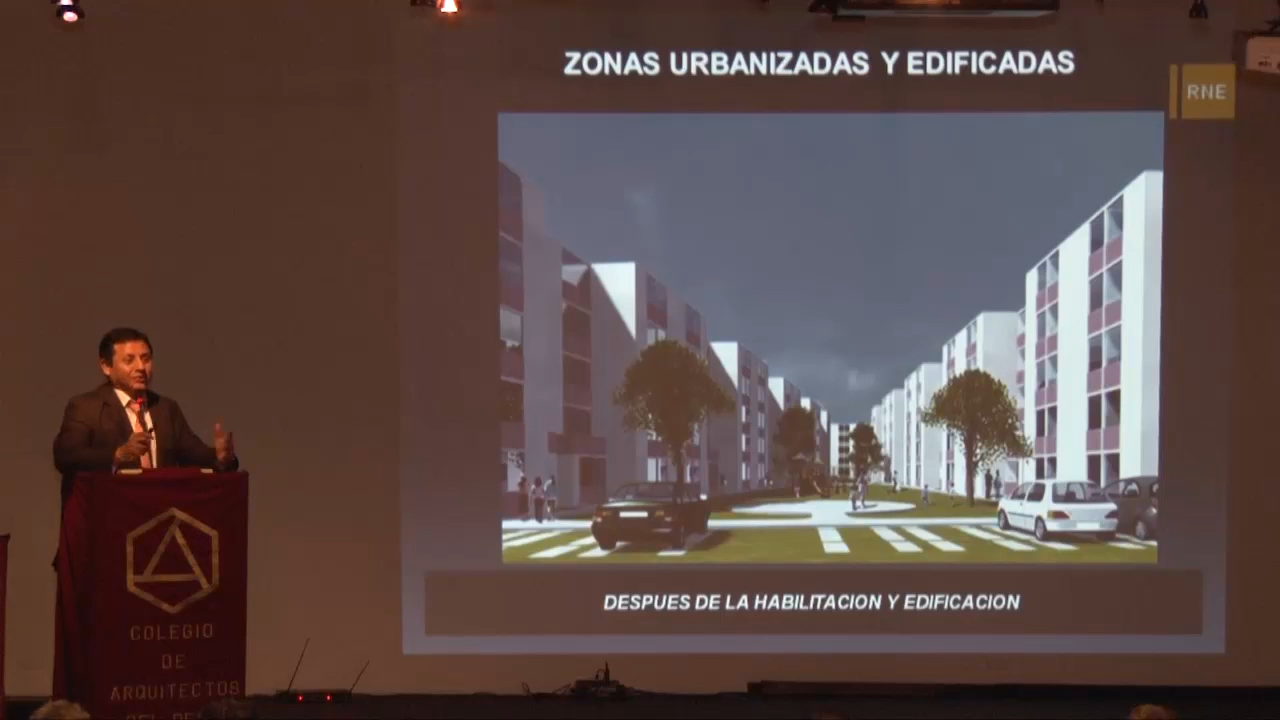 ZONAS URBANIZADAS Y EDIFICADAS
RNE
DESPUES DE LA HABILITACION Y EDIFICACION
COLEGIO
DE
ARQUITECTOS